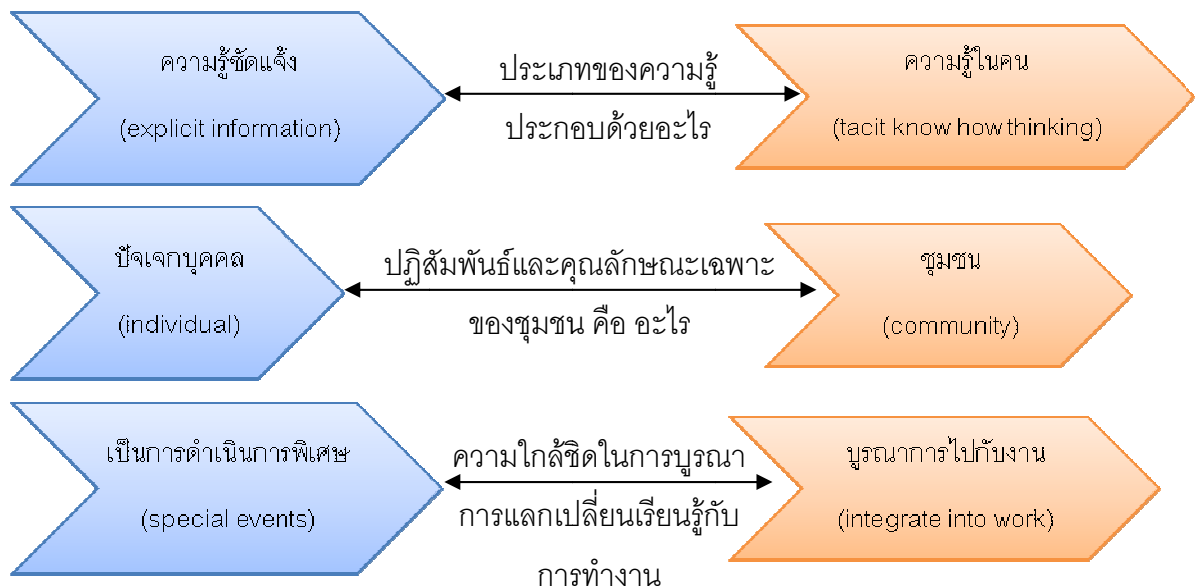 ความรู้ชัดแจ้ง
(explicit information)
ประเภทของความรู้
ประกอบด้วยอะไร
ความรู้ในคน
(tacit know how thinking)
ปัจเจกบุคคล
(individual)
ปฏิสัมพันธ์และคุณลักษณะเฉพาะ
ของชุมชน คือ อะไร
ชุมชน
(community)
เป็นการดำเนินการพิเศษ
(special events)
ความใกล้ชิดในการบูรณา
การแลกเปลี่ยนเรียนรู้กับ
การทำงาน
บูรณาการไปกับงาน
(integrate into work)